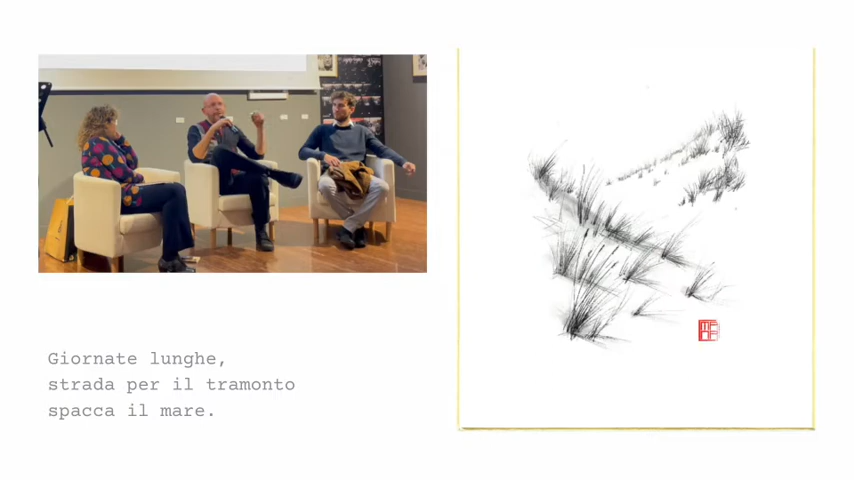 Giornate lunghe,
strada per il tramonto
spacca il mare.